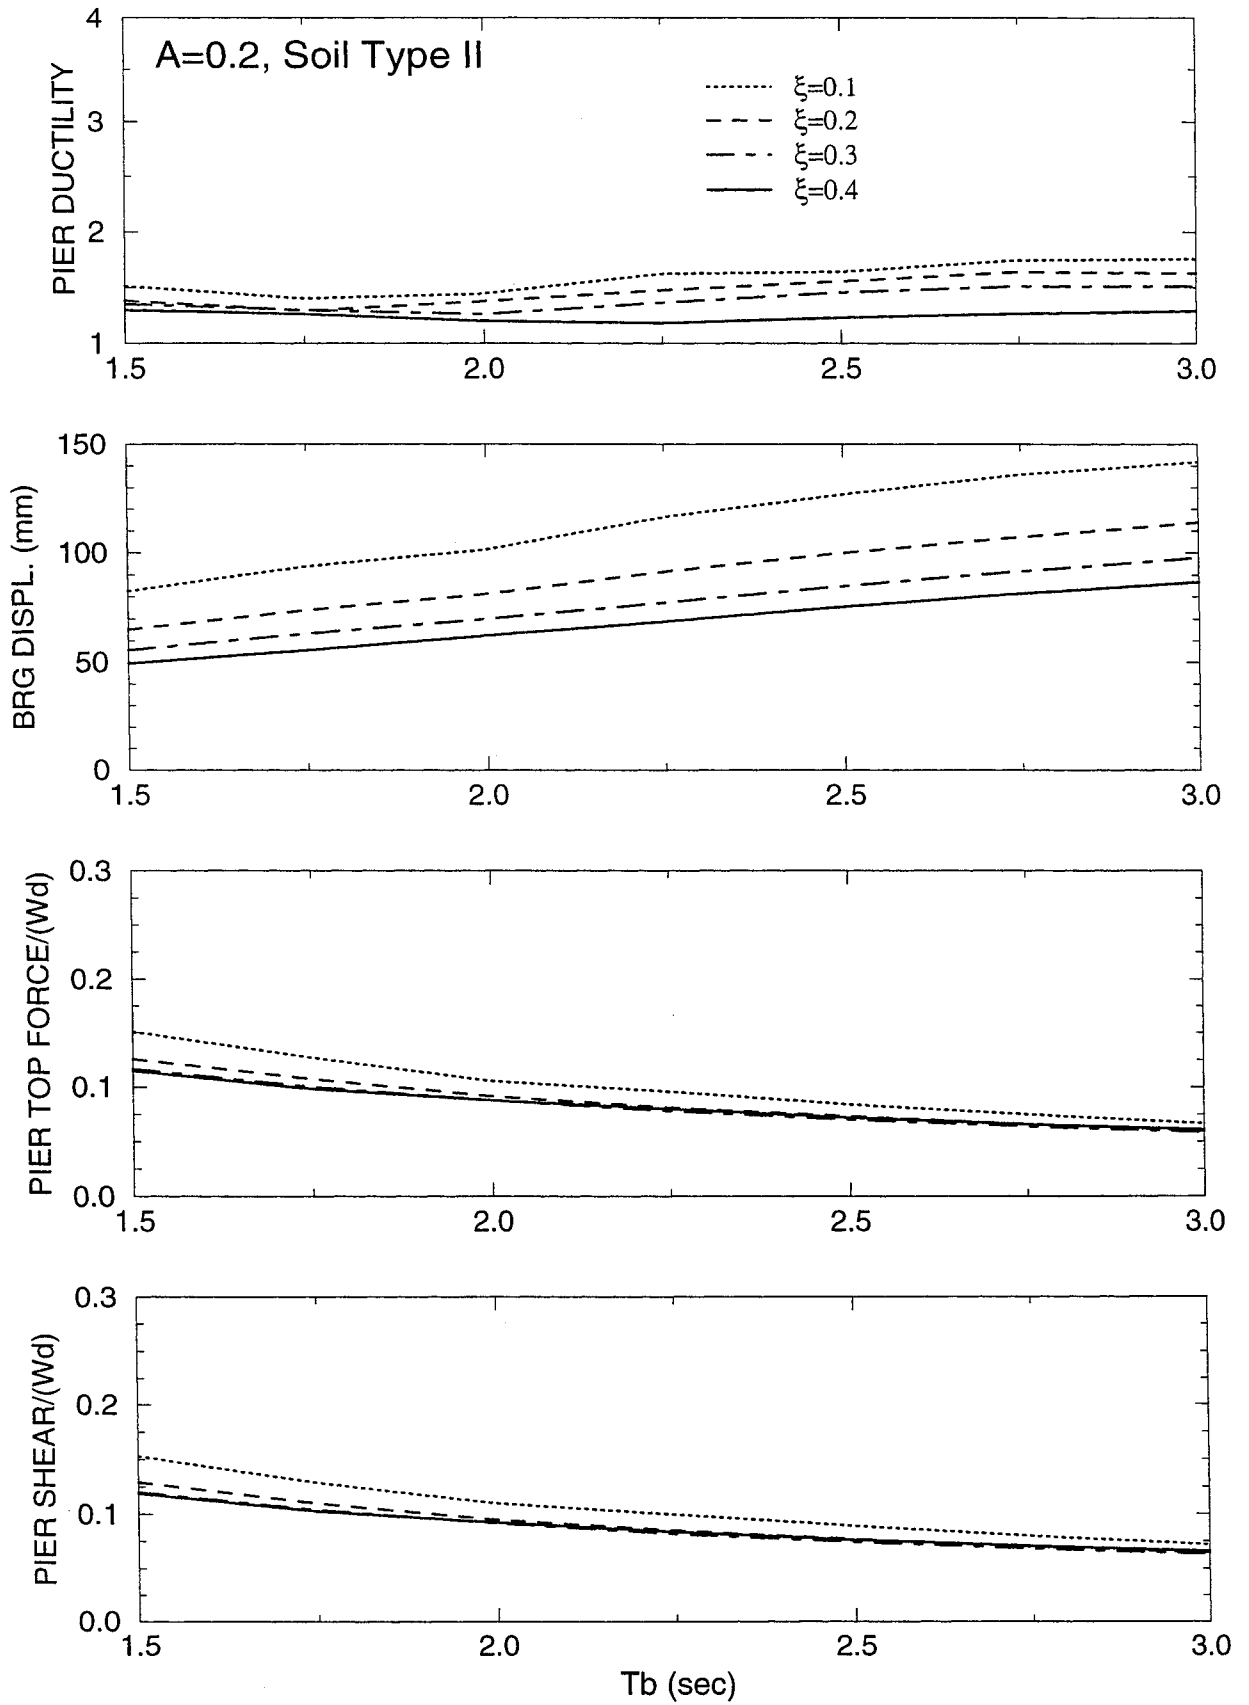 A=0.2, Soil Type II
ξ=0.1
ξ=0.2
ξ=0.3
ξ=0.4
PIER DUCTILITY
4
3
2
1
1.5 2.0 2.5 3.0
BRG DISPL. (mm)
150
100
50
0
1.5 2.0 2.5 3.0
PIER TOP FORCE/(Wd)
0.3
0.2
0.1
0.0
1.5 2.0 2.5 3.0
PIER SHEAR/(Wd)
0.3
0.2
0.1
0.0
1.5 2.0 2.5 3.0
Tb (sec)